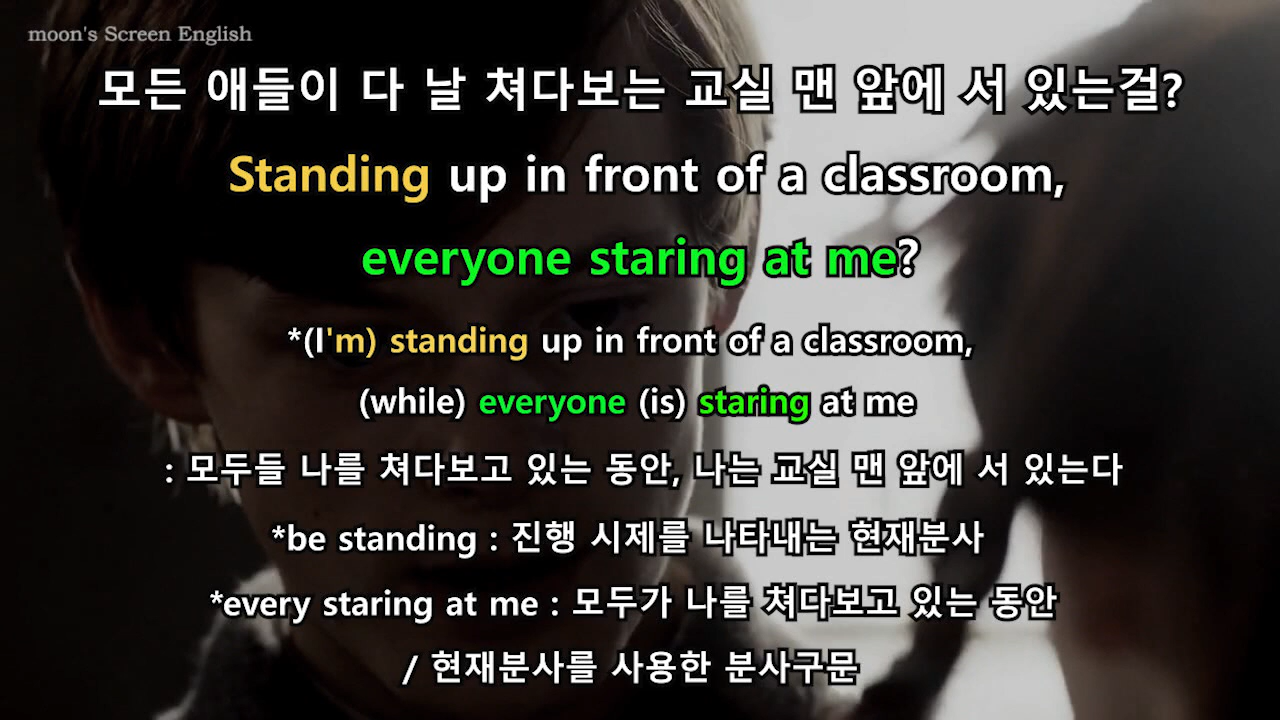 moon's Screen English
모든 애들이 다 날 쳐다보는 교실 맨 앞에 서 있는걸?
Standing up in front of a classroom,
everyone staring at me?
*(I'm) standing up in front of a classroom,
(while) everyone (is) staring at me
: 모두들 나를 쳐다보고 있는 동안, 나는 교실 맨 앞에 서 있는다
*be standing : 진행 시제를 나타내는 현재분사
*every staring at me : 모두가 나를 쳐다보고 있는 동안
/ 현재분사를 사용한 분사구문